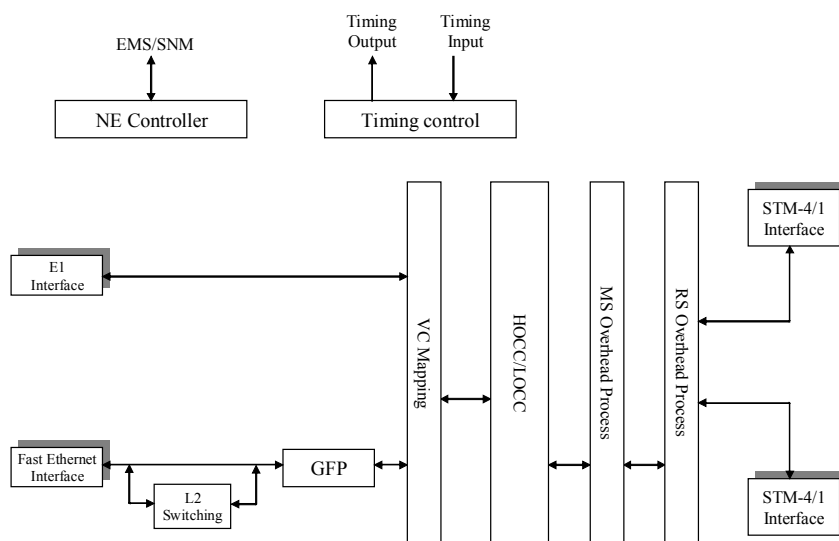 EMS/SNM
Timing
Output
Timing
Input
NE Controller
Timing control
STM-4/1
Interface
E1
Interface
VC Mapping
HOCC/LOCC
MS Overhead Process
RS Overhead Process
Fast Ethernet
Interface
GFP
L2
Switching
STM-4/1
Interface